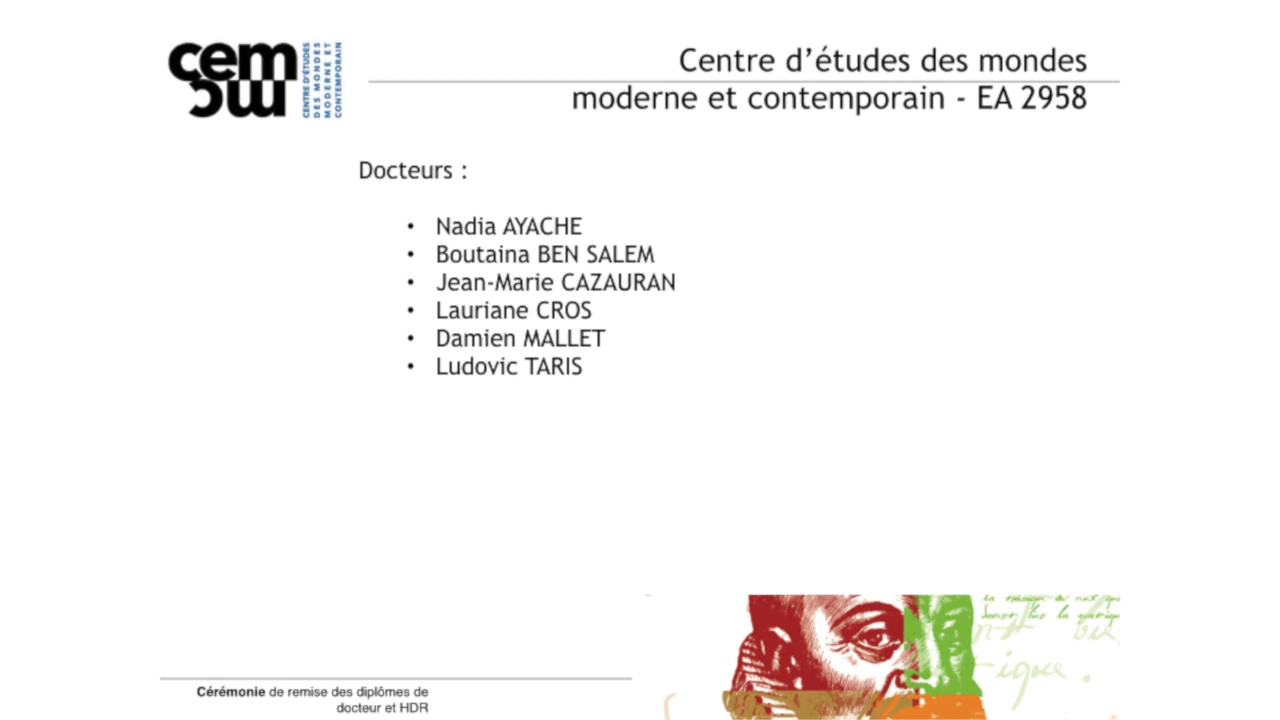 cem
CENTRE D'ÉTUDES
DES MONDES
MODERNE ET
CONTEMPORAIN
Centre d’études des mondes
moderne et contemporain - EA 2958
Docteurs :
• Nadia AYACHE
• Boutaina BEN SALEM
• Jean-Marie CAZAURAN
• Lauriane CROS
• Damien MALLET
• Ludovic TARIS
Cérémonie de remise des diplômes de
docteur et HDR
ique.